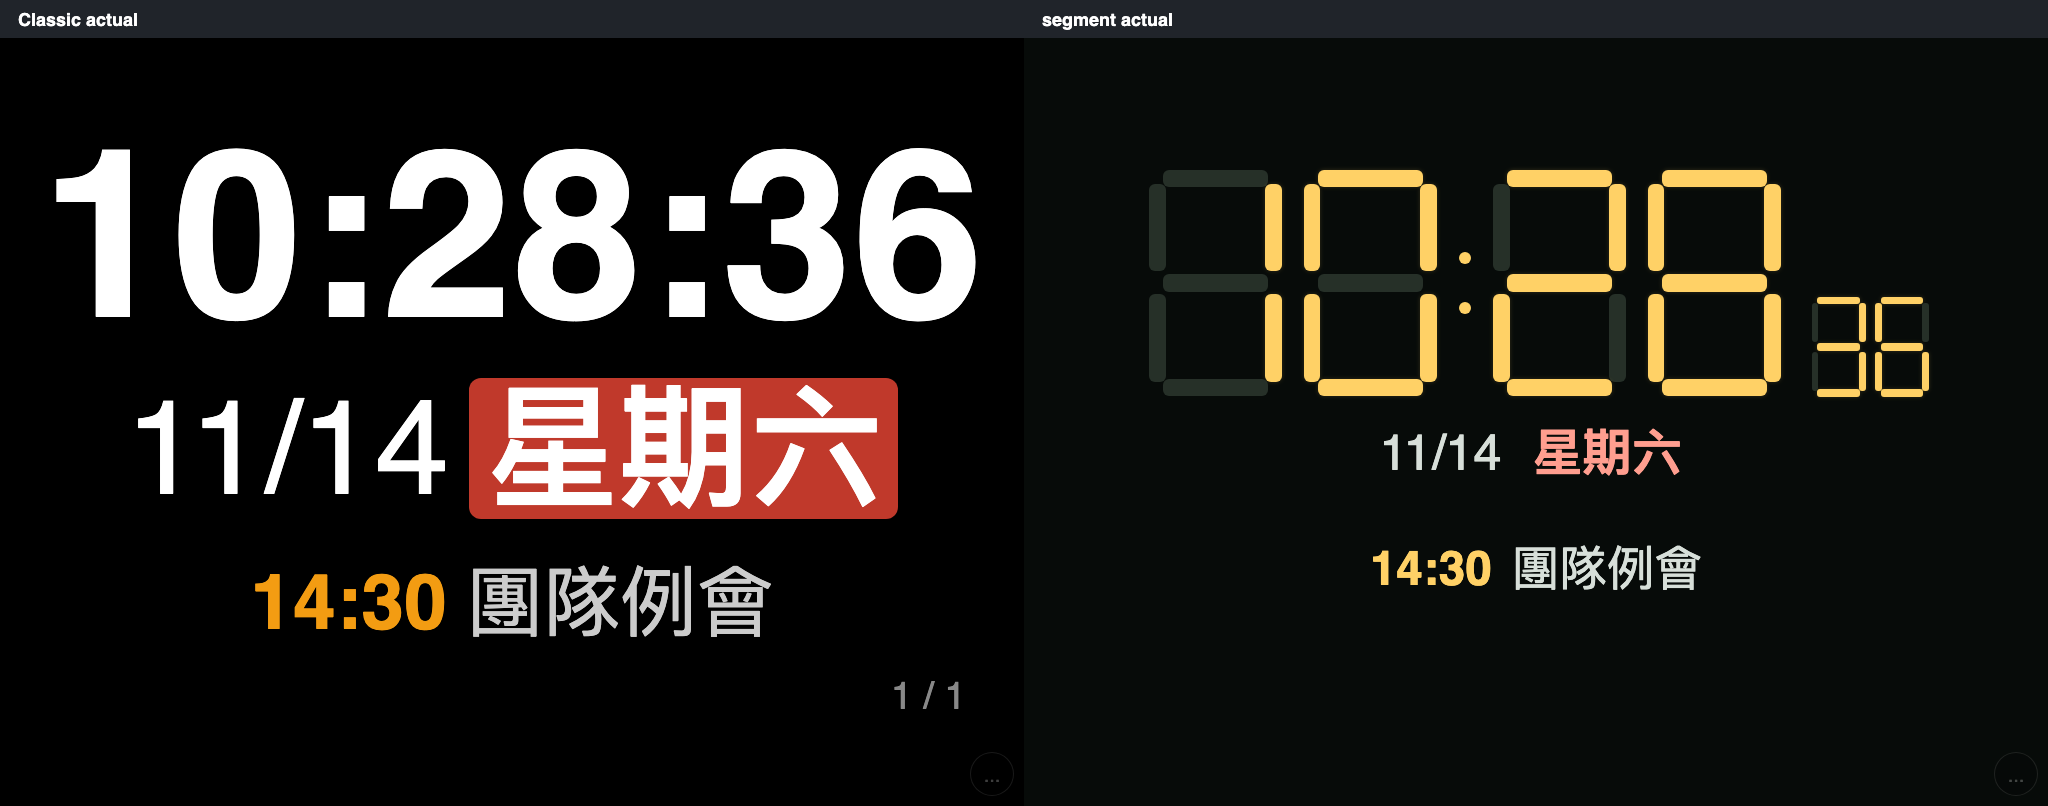 Classic actual
10:28:36
11/14 星期六
14:30 團隊例會
1 / 1
...
segment actual
10:28 36
11/14 星期六
14:30 團隊例會
...